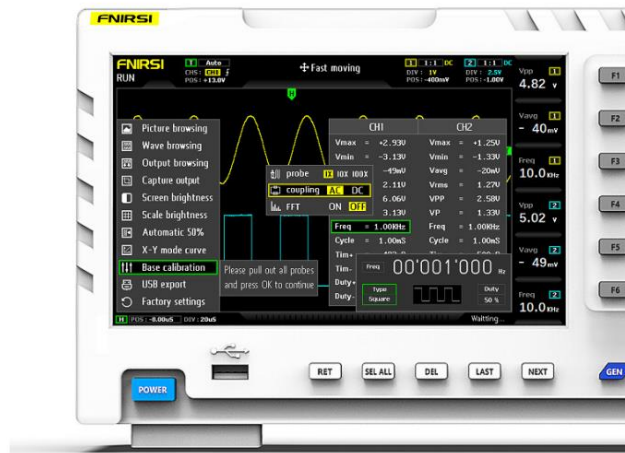 FNIRSI
FNIRSI
RUN
1 Auto
CH5: CH1
POS: +13.0V
Fast moving
1 1:1 DC
DIV: 1V
POS: -400mV
2 1:1 DC
DIV: 2.5V
POS: -1.00V
H
Vpp 1
4.82 v
Vavg 1
- 40mv
Freq 1
10.0KHz
Vpp 2
5.02 v
Vavg 2
- 49mv
Freq 2
10.0KHz
Picture browsing
Wave browsing
Output browsing
Capture output
Screen brightness
Scale brightness
Automatic 50%
X-Y mode curve
Base calibration
USB export
Factory settings
Please pull out all probes
and press OK to continue
probe 1X 10X 100X
coupling AC DC
FFT ON OFF
CH1 CH2
Vmax = +2.93V Vmax = +1.25V
Vmin = -3.13V Vmin = -1.33V
-49mV Vavg = -20mV
2.11V Vrms = 1.27V
6.06V VPP = 2.58V
3.13V VP = 1.33V
Freq = 1.00KHz Freq = 1.00KHz
Cycle = 1.00mS Cycle = 1.00mS
Tim+
Tim-
Duty+
Duty-
Freq 00'001'000 Hz
Type
Square
Duty
50 %
H POS: -0.00uS DIV: 20uS
Waitting...
F1
F2
F3
F4
F5
F6
POWER
RET
SEL ALL
DEL
LAST
NEXT
GEN